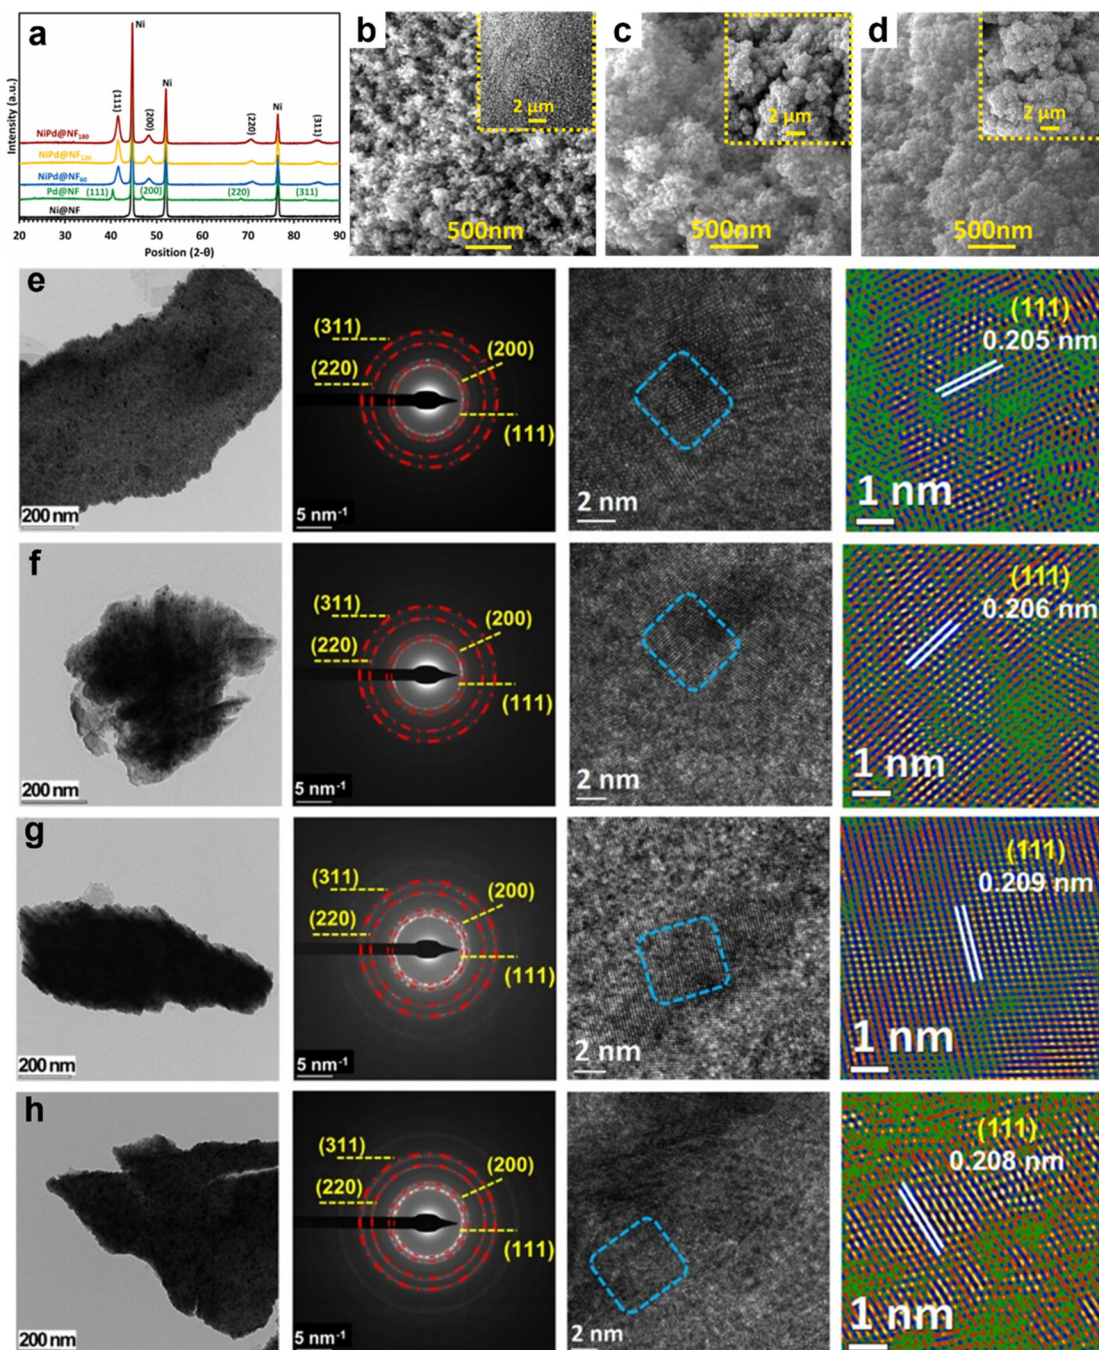 a
Intensity (a.u.)
Ni
Ni
Ni
(111)
(200)
(220)
(311)
NiPd@NF₁₈₀
NiPd@NF₁₂₀
NiPd@NF₆₀
Pd@NF
(111)
(200)
(220)
(311)
Ni@NF
20 30 40 50 60 70 80 90
Position (2-θ)
b
2 μm
500nm
c
2 μm
500nm
d
2 μm
500nm
e
200 nm
(311)
(220)
(200)
(111)
5 nm⁻¹
2 nm
(111)
0.205 nm
1 nm
f
200 nm
(311)
(220)
(200)
(111)
5 nm⁻¹
2 nm
(111)
0.206 nm
1 nm
g
200 nm
(311)
(220)
(200)
(111)
5 nm⁻¹
2 nm
(111)
0.209 nm
1 nm
h
200 nm
(311)
(220)
(200)
(111)
5 nm⁻¹
2 nm
(111)
0.208 nm
1 nm